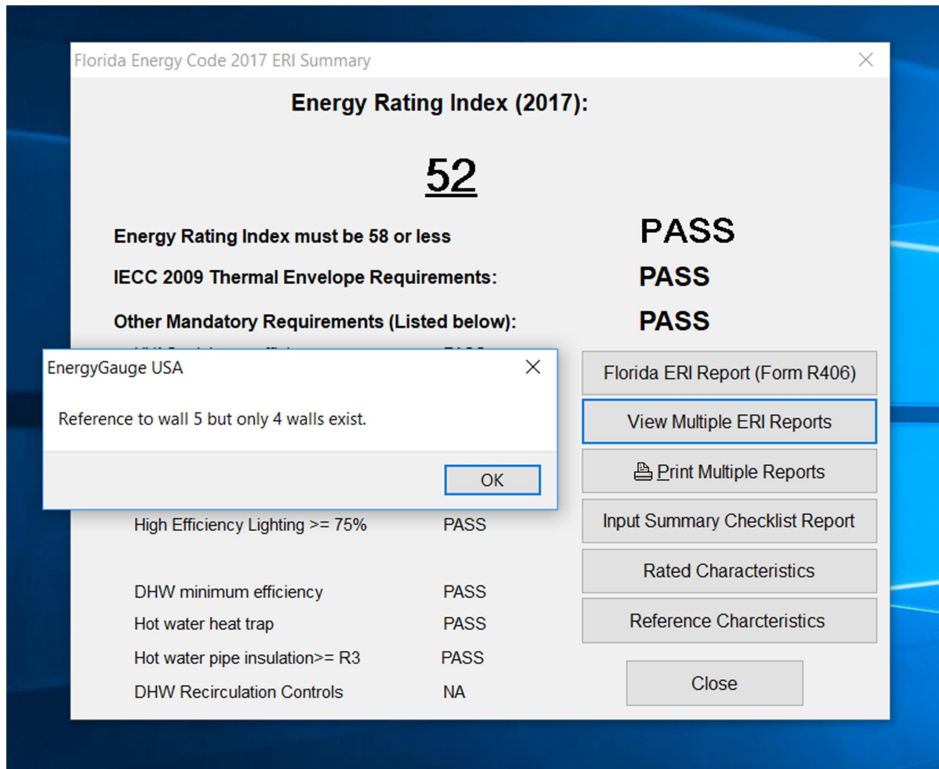 Florida Energy Code 2017 ERI Summary
Energy Rating Index (2017):
52
Energy Rating Index must be 58 or less PASS
IECC 2009 Thermal Envelope Requirements: PASS
Other Mandatory Requirements (Listed below): PASS
EnergyGauge USA
Reference to wall 5 but only 4 walls exist.
OK
High Efficiency Lighting >= 75% PASS
DHW minimum efficiency PASS
Hot water heat trap PASS
Hot water pipe insulation>= R3 PASS
DHW Recirculation Controls NA
Florida ERI Report (Form R406)
View Multiple ERI Reports
Print Multiple Reports
Input Summary Checklist Report
Rated Characteristics
Reference Charcteristics
Close